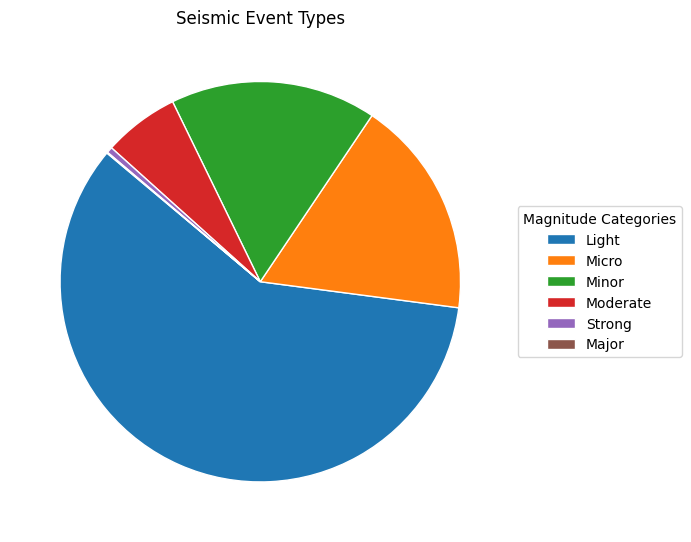 Seismic Event Types
Magnitude Categories
Light
Micro
Minor
Moderate
Strong
Major